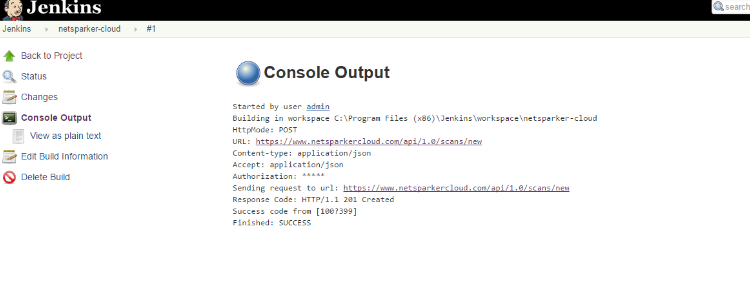 Jenkins
search
Jenkins netsparker-cloud #1
Back to Project
Status
Changes
Console Output
View as plain text
Edit Build Information
Delete Build
Console Output
Started by user admin
Building in workspace C:\Program Files (x86)\Jenkins\workspace\netsparker-cloud
HttpMode: POST
URL: https://www.netsparkercloud.com/api/1.0/scans/new
Content-type: application/json
Accept: application/json
Authorization: *****
Sending request to url: https://www.netsparkercloud.com/api/1.0/scans/new
Response Code: HTTP/1.1 201 Created
Success code from [100?399]
Finished: SUCCESS